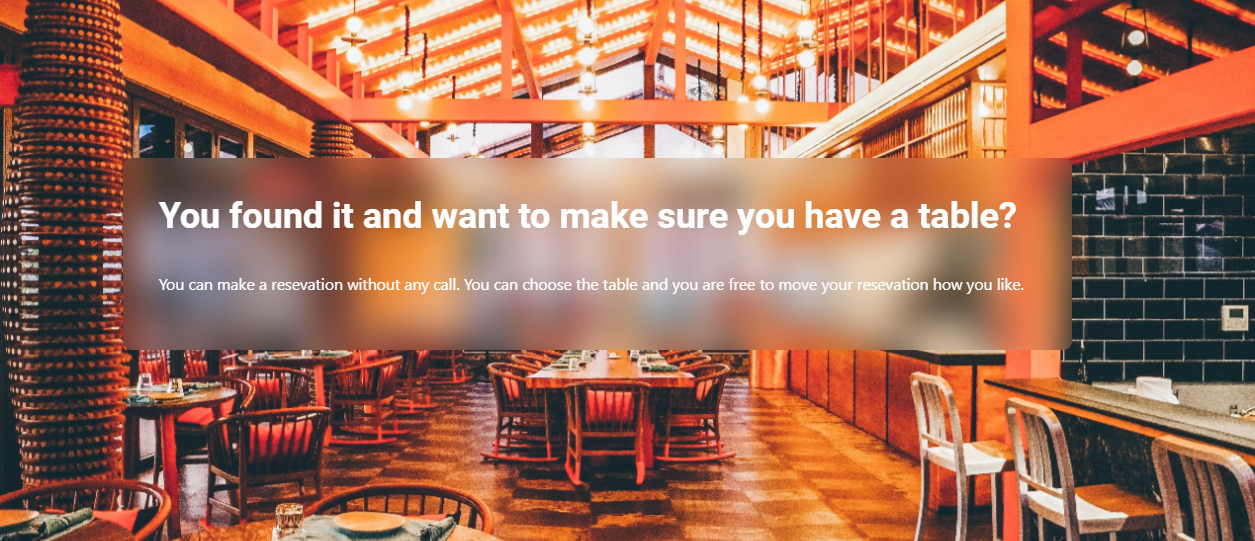 You found it and want to make sure you have a table?
You can make a resevation without any call. You can choose the table and you are free to move your resevation how you like.